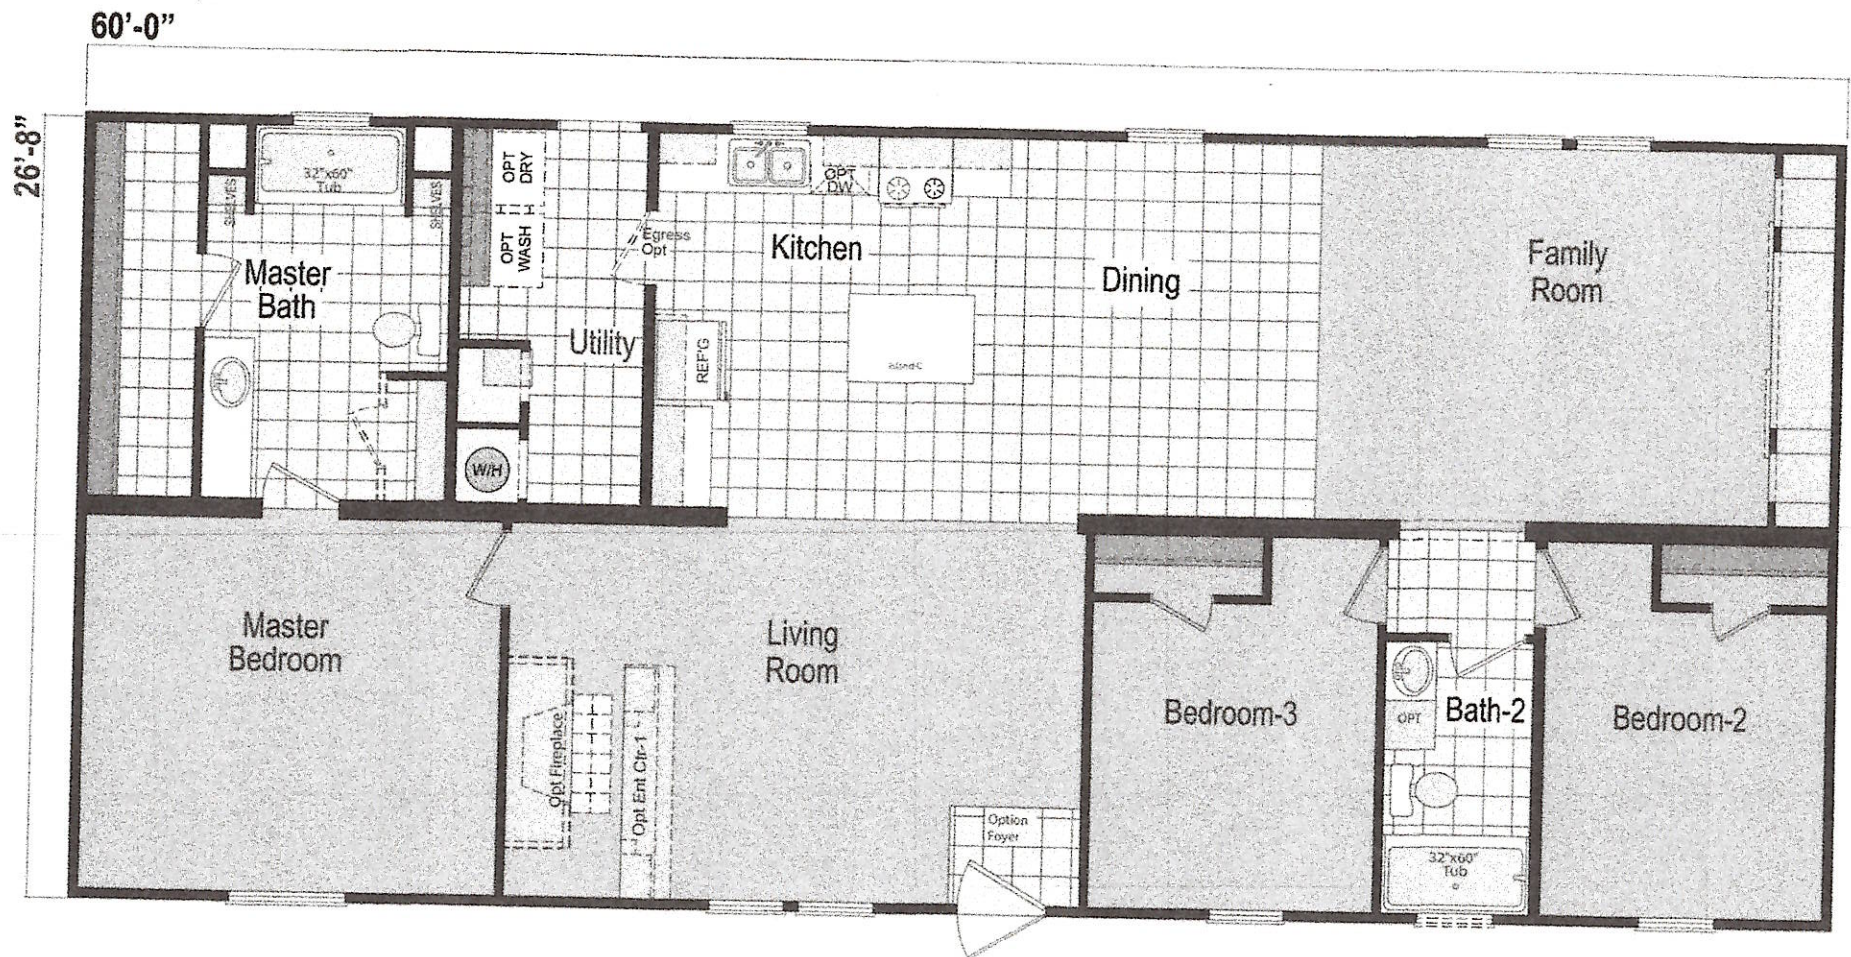 60'-0"
26'-8"
32"x60"
Tub
SHELVES
SHELVES
OPT
DRY
OPT
WASH
Egress
Opt
OPT
DW
Kitchen
Dining
Family
Room
Master
Bath
Utility
REF'G
Island-C
W/H
Master
Bedroom
Living
Room
Opt Fireplace
Opt Ent Ctr-1
Option
Foyer
Bedroom-3
OPT
Bath-2
32"x60"
Tub
Bedroom-2